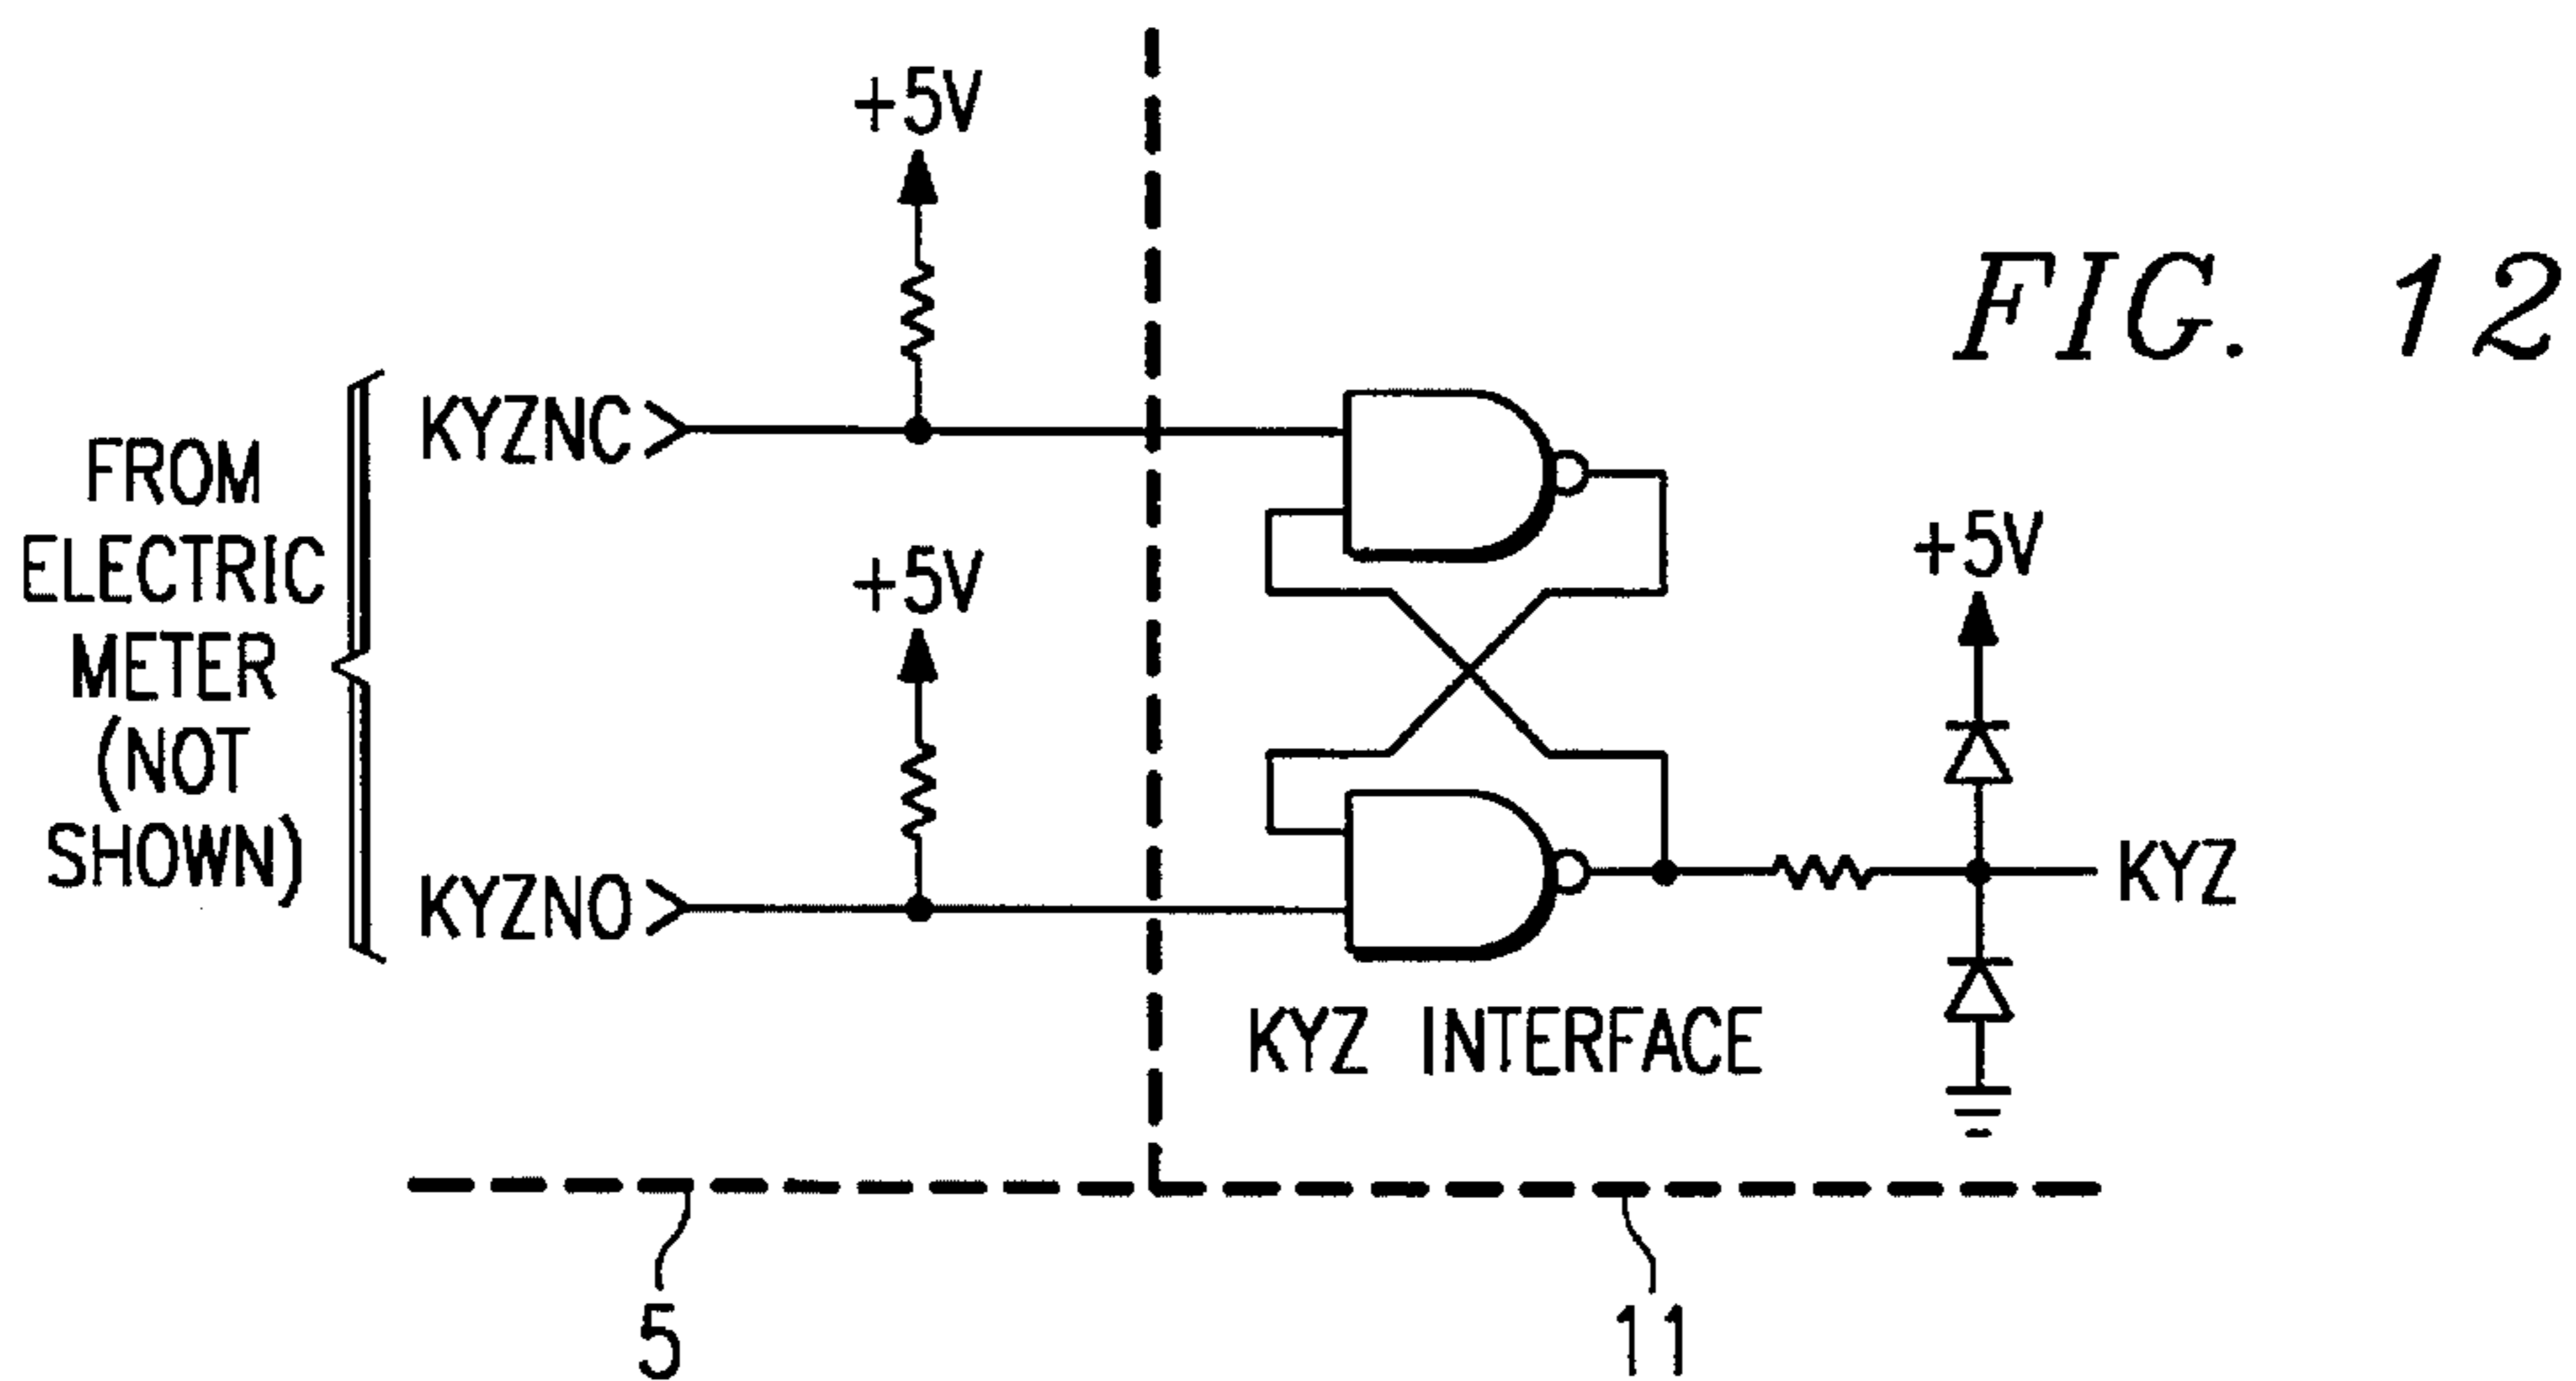 FIG. 12
+5V
KYZNC
FROM
ELECTRIC
METER
(NOT
SHOWN)
+5V
KYZNO
+5V
KYZ
KYZ INTERFACE
5
11